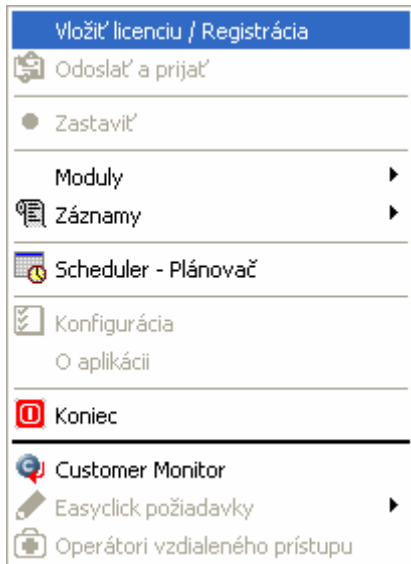 Vložiť licenciu / Registrácia
Odoslať a prijať
Zastaviť
Moduly
Záznamy
Scheduler - Plánovač
Konfigurácia
O aplikácii
Koniec
Customer Monitor
Easyclick požiadavky
Operátori vzdialeného prístupu